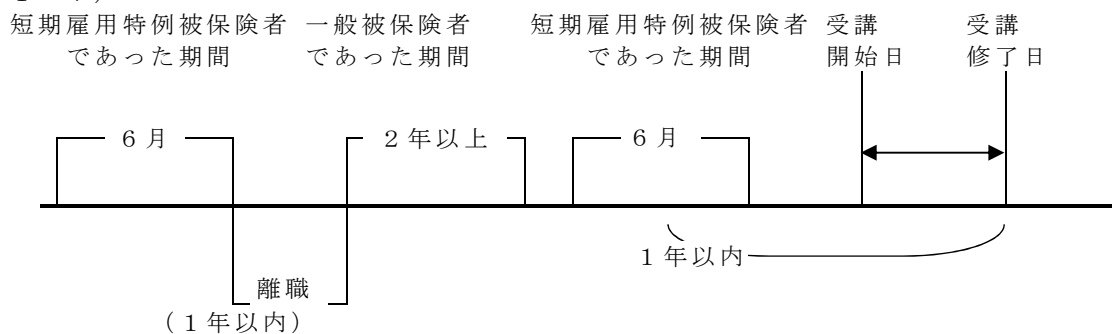 短期雇用特例被保険者 一般被保険者 短期雇用特例被保険者 受講 受講
であった期間 であった期間 であった期間 開始日 修了日
6月 2年以上 6月
1年以内
離職
(1年以内)